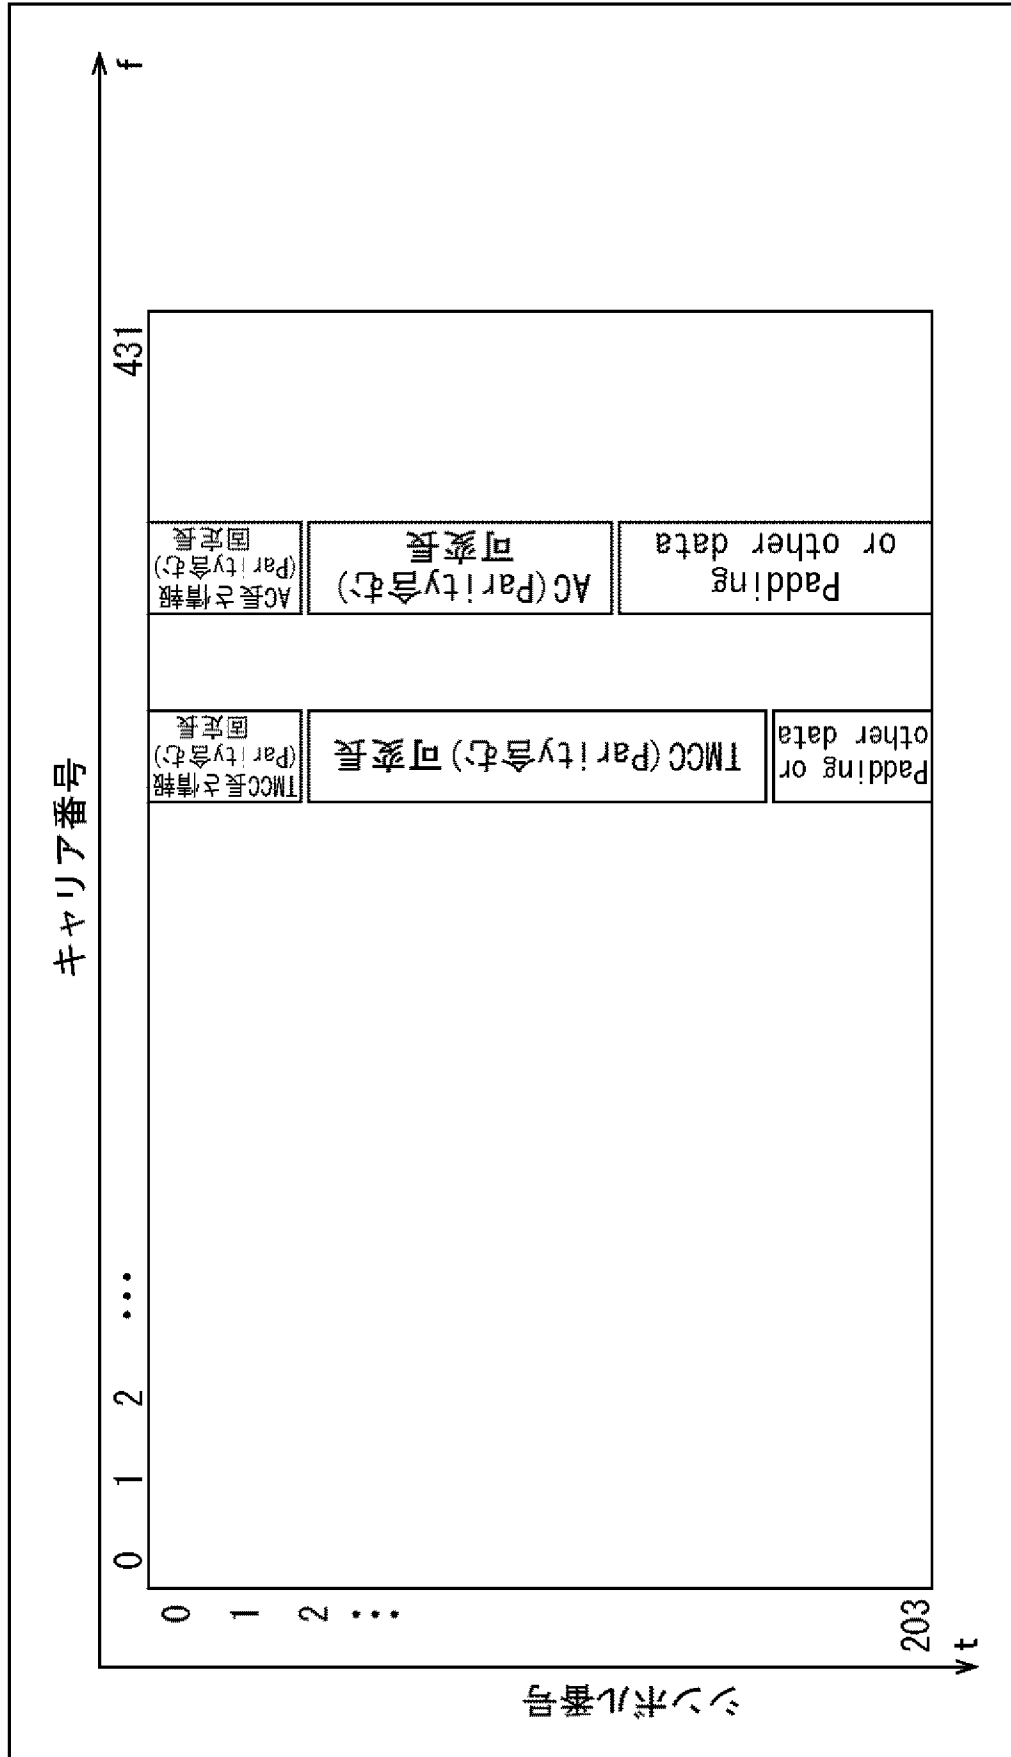 キャリア番号
f
0 1 2 ... 431
シンボル番号
0
1
2
⋮
203
t
TMCC長さ情報
(Parity含む)
固定長
TMCC(Parity含む)可変長
Padding or
other data
AC長さ情報
(Parity含む)
固定長
AC(Parity含む)
可変長
Padding
or other data